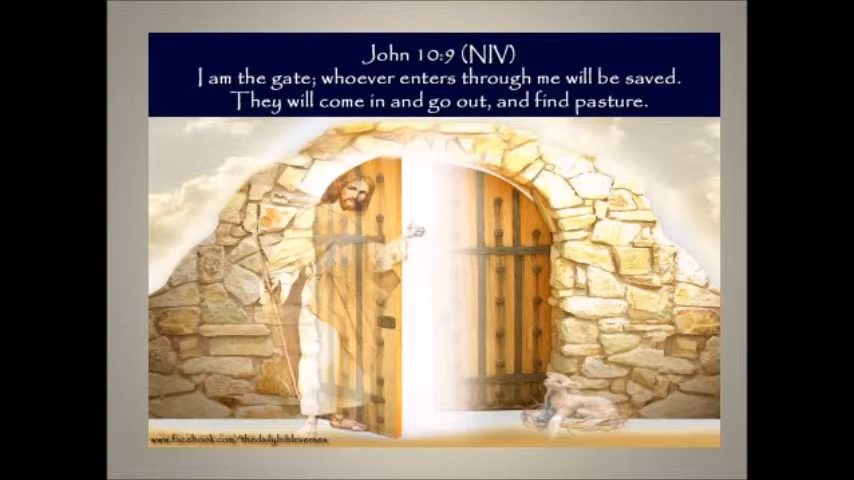 John 10:9 (NIV)
I am the gate; whoever enters through me will be saved.
They will come in and go out, and find pasture.
www.facebook.com/thedailybibleverses